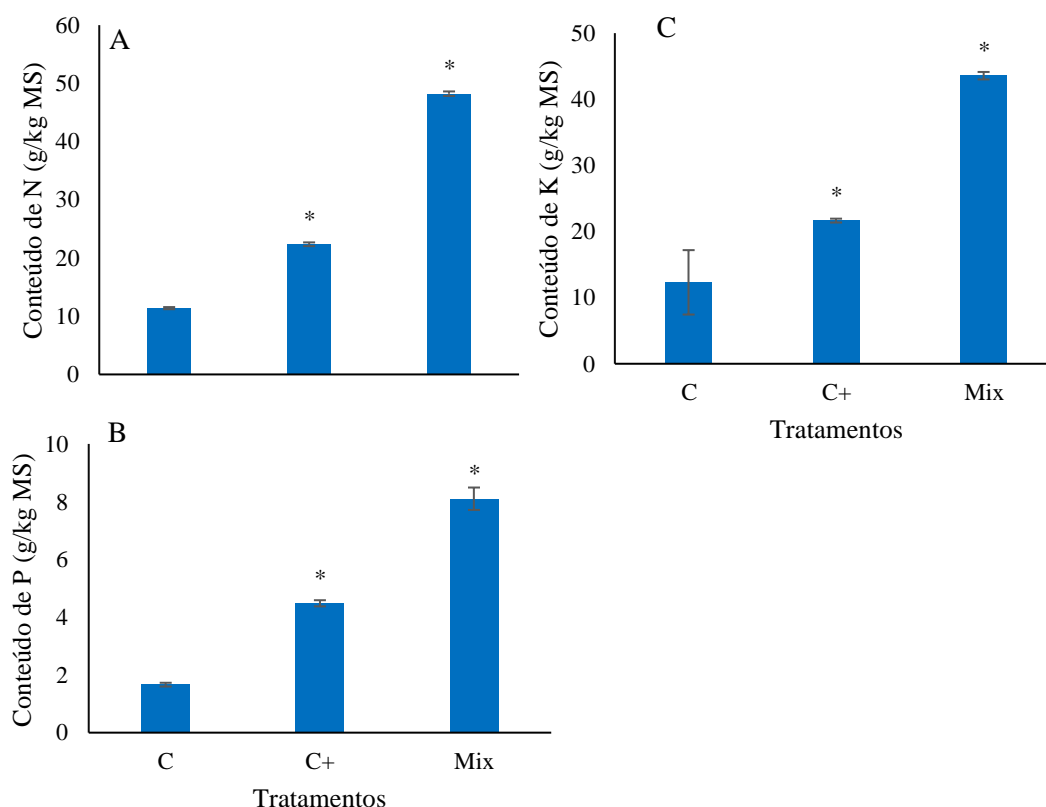 A
Conteúdo de N (g/kg MS)
60
50
40
30
20
10
0
*
*
B
Conteúdo de P (g/kg MS)
10
8
6
4
2
0
*
*
C
C+
Mix
Tratamentos
C
Conteúdo de K (g/kg MS)
50
40
30
20
10
0
*
*
C
C+
Mix
Tratamentos